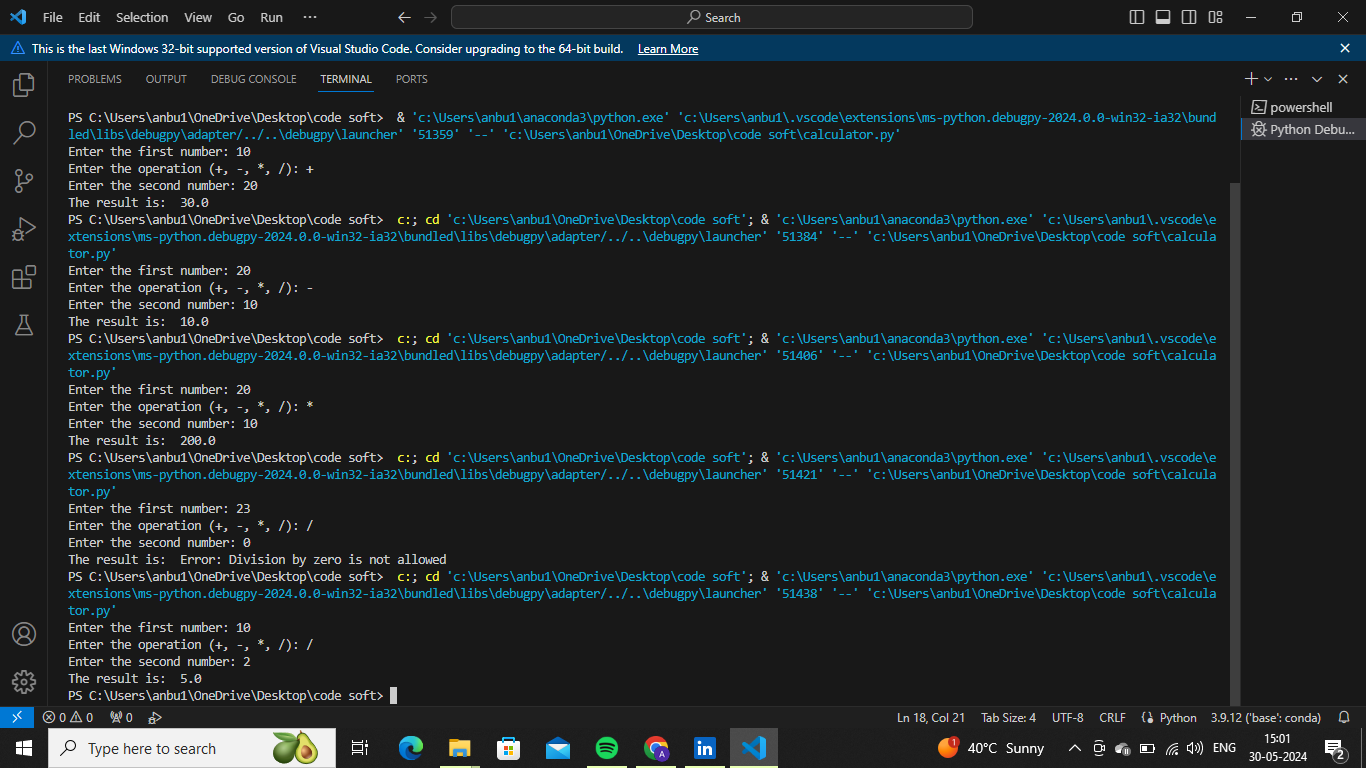 File Edit Selection View Go Run ··· Search
This is the last Windows 32-bit supported version of Visual Studio Code. Consider upgrading to the 64-bit build. Learn More
PROBLEMS OUTPUT DEBUG CONSOLE TERMINAL PORTS
powershell
Python Debu...
PS C:\Users\anbu1\OneDrive\Desktop\code soft>  & 'c:\Users\anbu1\anaconda3\python.exe' 'c:\Users\anbu1\.vscode\extensions\ms-python.debugpy-2024.0.0-win32-ia32\bund
led\libs\debugpy\adapter/../..\debugpy\launcher' '51359' '--' 'c:\Users\anbu1\OneDrive\Desktop\code soft\calculator.py'
Enter the first number: 10
Enter the operation (+, -, *, /): +
Enter the second number: 20
The result is:  30.0
PS C:\Users\anbu1\OneDrive\Desktop\code soft>  c:; cd 'c:\Users\anbu1\OneDrive\Desktop\code soft'; & 'c:\Users\anbu1\anaconda3\python.exe' 'c:\Users\anbu1\.vscode\e
xtensions\ms-python.debugpy-2024.0.0-win32-ia32\bundled\libs\debugpy\adapter/../..\debugpy\launcher' '51384' '--' 'c:\Users\anbu1\OneDrive\Desktop\code soft\calcula
tor.py'
Enter the first number: 20
Enter the operation (+, -, *, /): -
Enter the second number: 10
The result is:  10.0
PS C:\Users\anbu1\OneDrive\Desktop\code soft>  c:; cd 'c:\Users\anbu1\OneDrive\Desktop\code soft'; & 'c:\Users\anbu1\anaconda3\python.exe' 'c:\Users\anbu1\.vscode\e
xtensions\ms-python.debugpy-2024.0.0-win32-ia32\bundled\libs\debugpy\adapter/../..\debugpy\launcher' '51406' '--' 'c:\Users\anbu1\OneDrive\Desktop\code soft\calcula
tor.py'
Enter the first number: 20
Enter the operation (+, -, *, /): *
Enter the second number: 10
The result is:  200.0
PS C:\Users\anbu1\OneDrive\Desktop\code soft>  c:; cd 'c:\Users\anbu1\OneDrive\Desktop\code soft'; & 'c:\Users\anbu1\anaconda3\python.exe' 'c:\Users\anbu1\.vscode\e
xtensions\ms-python.debugpy-2024.0.0-win32-ia32\bundled\libs\debugpy\adapter/../..\debugpy\launcher' '51421' '--' 'c:\Users\anbu1\OneDrive\Desktop\code soft\calcula
tor.py'
Enter the first number: 23
Enter the operation (+, -, *, /): /
Enter the second number: 0
The result is:  Error: Division by zero is not allowed
PS C:\Users\anbu1\OneDrive\Desktop\code soft>  c:; cd 'c:\Users\anbu1\OneDrive\Desktop\code soft'; & 'c:\Users\anbu1\anaconda3\python.exe' 'c:\Users\anbu1\.vscode\e
xtensions\ms-python.debugpy-2024.0.0-win32-ia32\bundled\libs\debugpy\adapter/../..\debugpy\launcher' '51438' '--' 'c:\Users\anbu1\OneDrive\Desktop\code soft\calcula
tor.py'
Enter the first number: 10
Enter the operation (+, -, *, /): /
Enter the second number: 2
The result is:  5.0
PS C:\Users\anbu1\OneDrive\Desktop\code soft>
0 0 0 Ln 18, Col 21 Tab Size: 4 UTF-8 CRLF Python 3.9.12 ('base': conda)
Type here to search A in 1 40°C Sunny ENG 15:01
30-05-2024 2